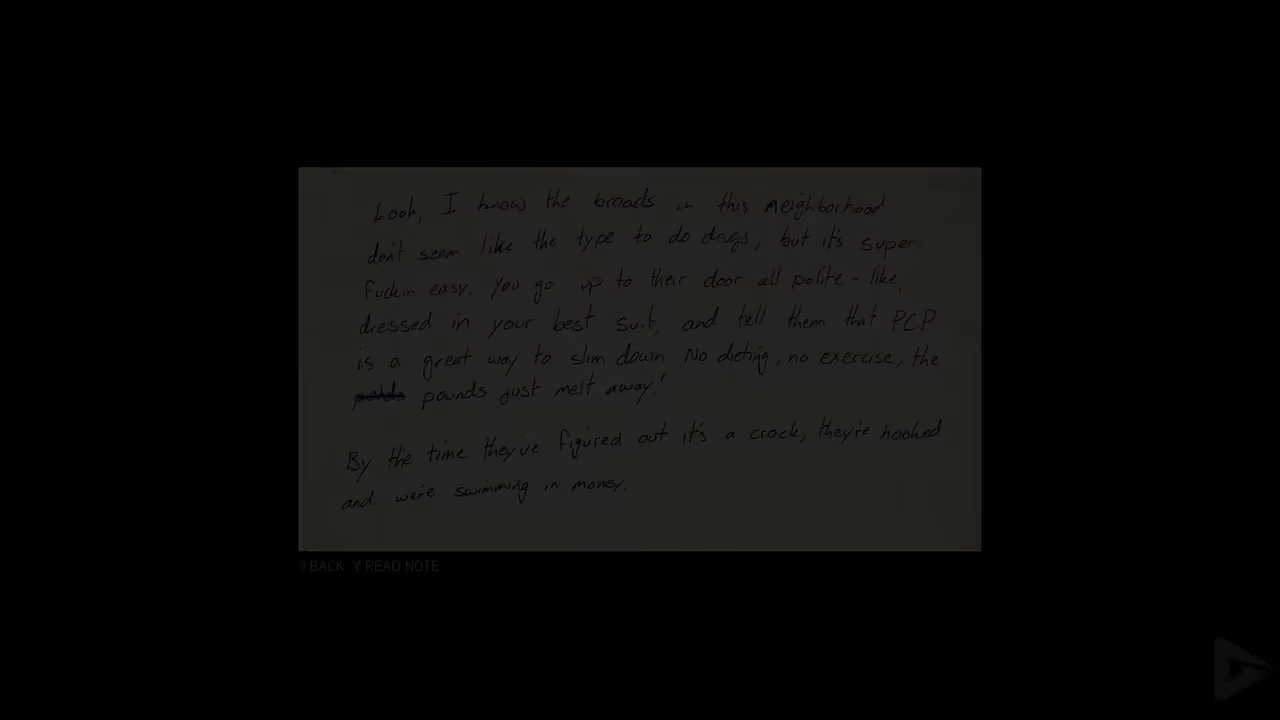 Look, I know the broads in this neighborhood
don't seem like the type to do drugs, but it's super
fuckin easy. You go up to their door all polite-like,
dressed in your best suit, and tell them that PCP
is a great way to slim down. No dieting, no exercise, the
pounds just melt away!
By the time they've figured out it's a crock, they're hooked
and we're swimming in money.
BACK Y READ NOTE